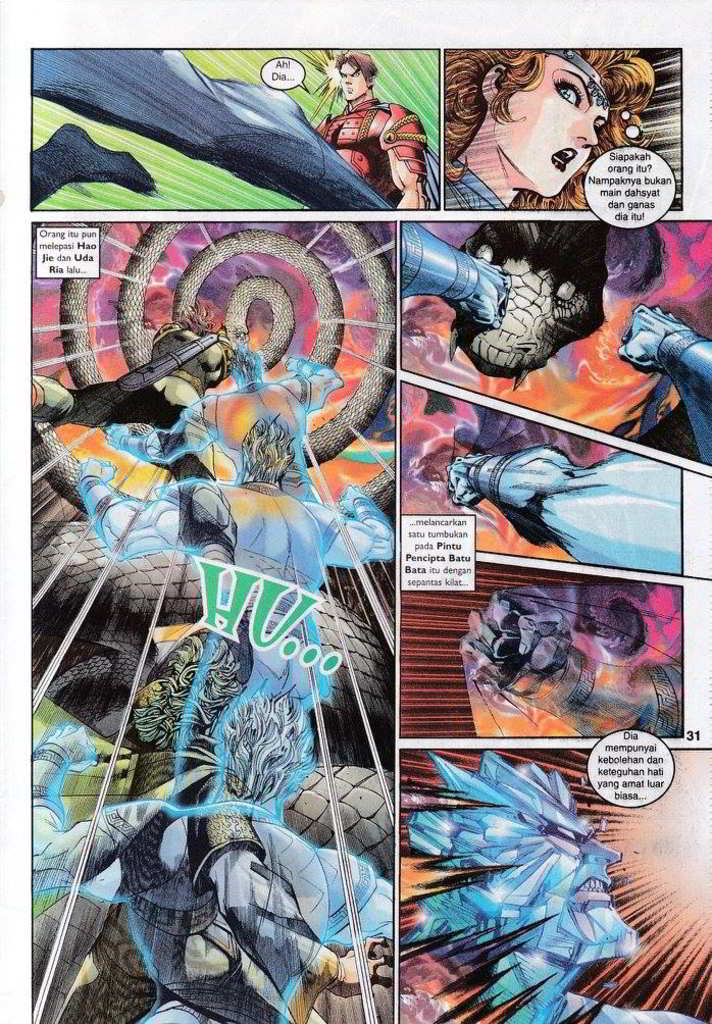 Ah!
Dia...
Siapakah
orang itu?
Nampaknya bukan
main dahsyat
dan ganas
dia itu!
Orang itu pun
melepasi Hao
Jie dan Uda
Ria lalu...
HU...
...melancarkan
satu tumbukan
pada Pintu
Pencipta Batu
Bata itu dengan
sepantas kilat...
31
Dia
mempunyai
kebolehan dan
keteguhan hati
yang amat luar
biasa...